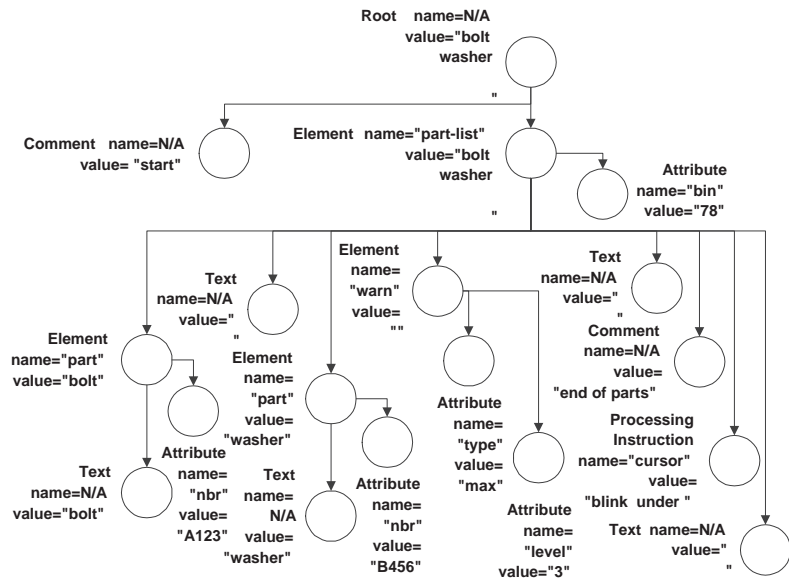 Root name=N/A
value="bolt
washer
"
Comment name=N/A
value= "start"
Element name="part-list"
value="bolt
washer
"
Attribute
name="bin"
value="78"
Element
name="part"
value="bolt"
Text
name=N/A
value="bolt"
Attribute
name=
"nbr"
value=
"A123"
Text
name=N/A
value="
"
Element
name=
"part"
value=
"washer"
Text
name=
N/A
value=
"washer"
Attribute
name=
"nbr"
value=
"B456"
Element
name=
"warn"
value=
""
Attribute
name=
"type"
value=
"max"
Attribute
name=
"level"
value="3"
Text
name=N/A
value="
"
Comment
name=N/A
value=
"end of parts"
Processing
Instruction
name="cursor"
value=
"blink under "
Text name=N/A
value="
"